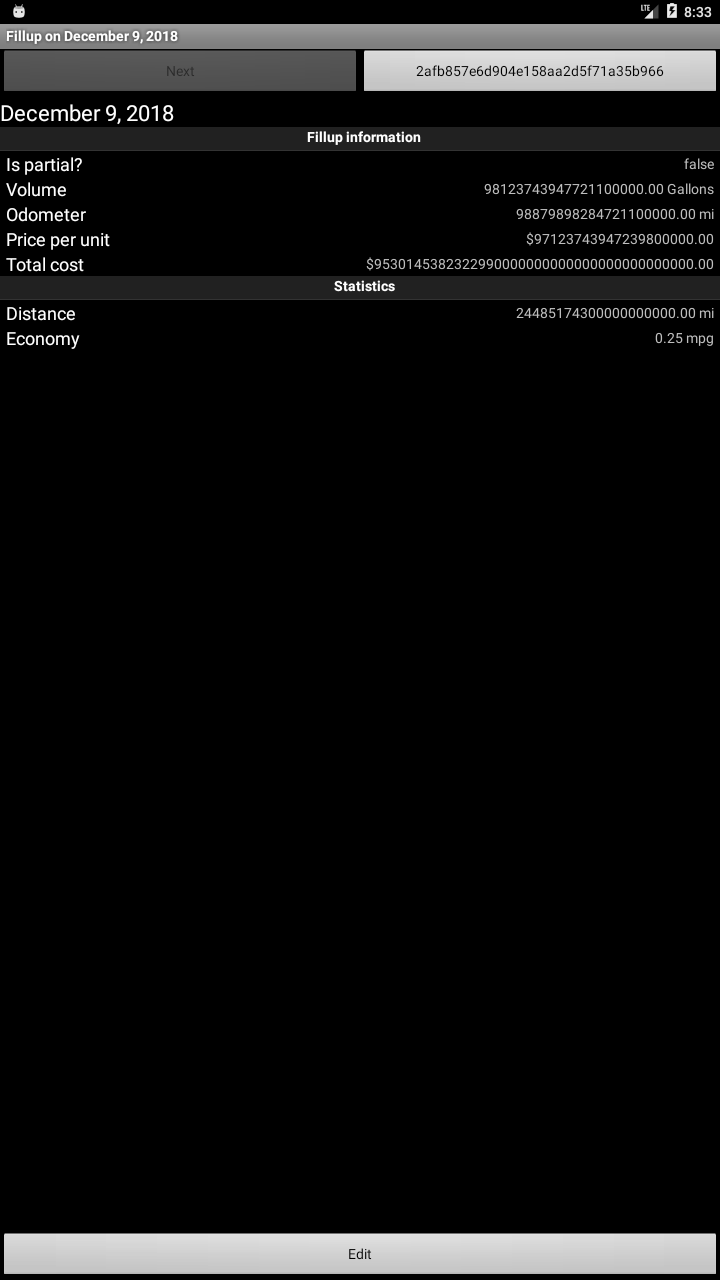 LTE 8:33
Fillup on December 9, 2018
Next 2afb857e6d904e158aa2d5f71a35b966
December 9, 2018
Fillup information
Is partial? false
Volume 98123743947721100000.00 Gallons
Odometer 98879898284721100000.00 mi
Price per unit $97123743947239800000.00
Total cost $9530145382322990000000000000000000000000.00
Statistics
Distance 24485174300000000000.00 mi
Economy 0.25 mpg
Edit